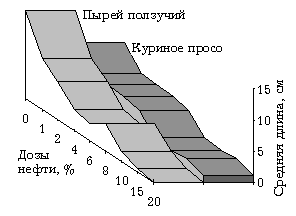 Пырей ползучий
Куриное просо
15
10
5
0
Средняя длина, см
0
1
2
4
6
8
10
15
20
Дозы
нефти, %